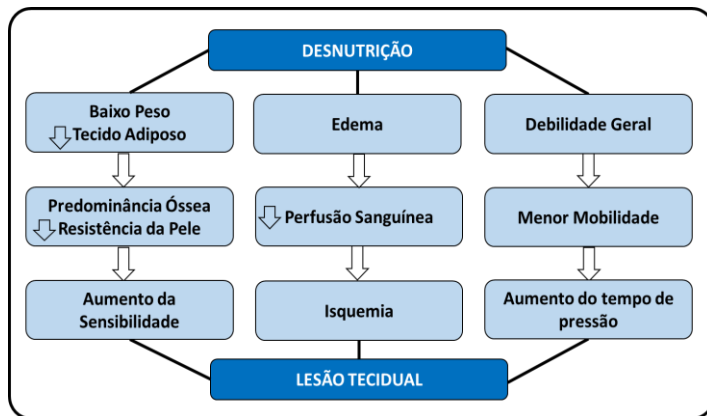 DESNUTRIÇÃO
Baixo Peso
Tecido Adiposo
Edema
Debilidade Geral
Predominância Óssea
Resistência da Pele
Perfusão Sanguínea
Menor Mobilidade
Aumento da
Sensibilidade
Isquemia
Aumento do tempo de
pressão
LESÃO TECIDUAL